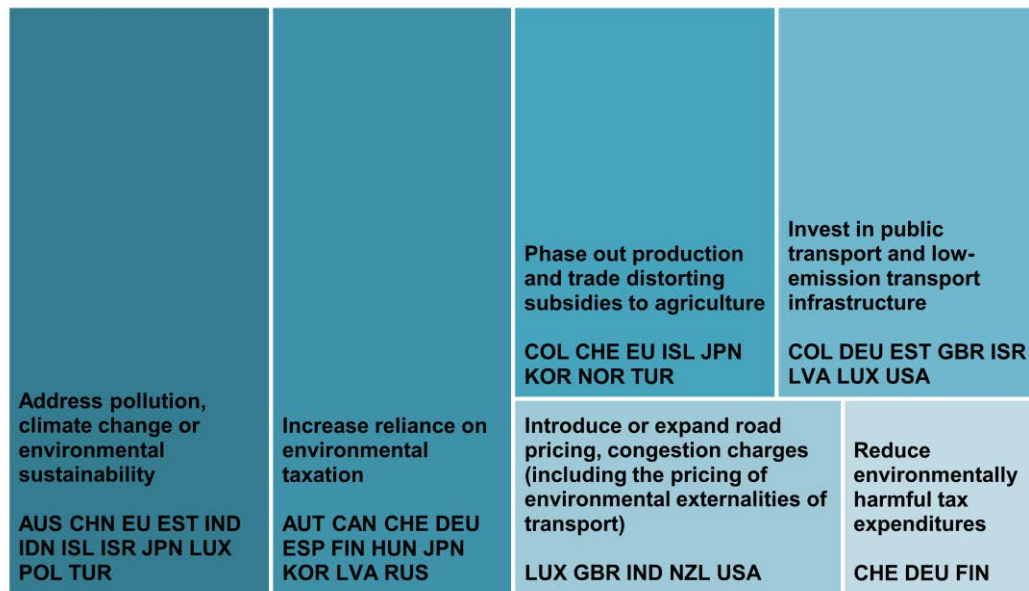 Address pollution,
climate change or
environmental
sustainability
AUS CHN EU EST IND
IDN ISL ISR JPN LUX
POL TUR
Increase reliance on
environmental
taxation
AUT CAN CHE DEU
ESP FIN HUN JPN
KOR LVA RUS
Phase out production
and trade distorting
subsidies to agriculture
COL CHE EU ISL JPN
KOR NOR TUR
Invest in public
transport and low-
emission transport
infrastructure
COL DEU EST GBR ISR
LVA LUX USA
Introduce or expand road
pricing, congestion charges
(including the pricing of
environmental externalities of
transport)
LUX GBR IND NZL USA
Reduce
environmentally
harmful tax
expenditures
CHE DEU FIN